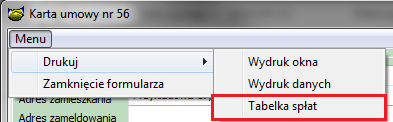 Karta umowy nr 56
Menu
Drukuj
Wydruk okna
Zamknięcie formularza
Wydruk danych
Tabelka spłat
Adres zamieszkania
Adres zameldowania